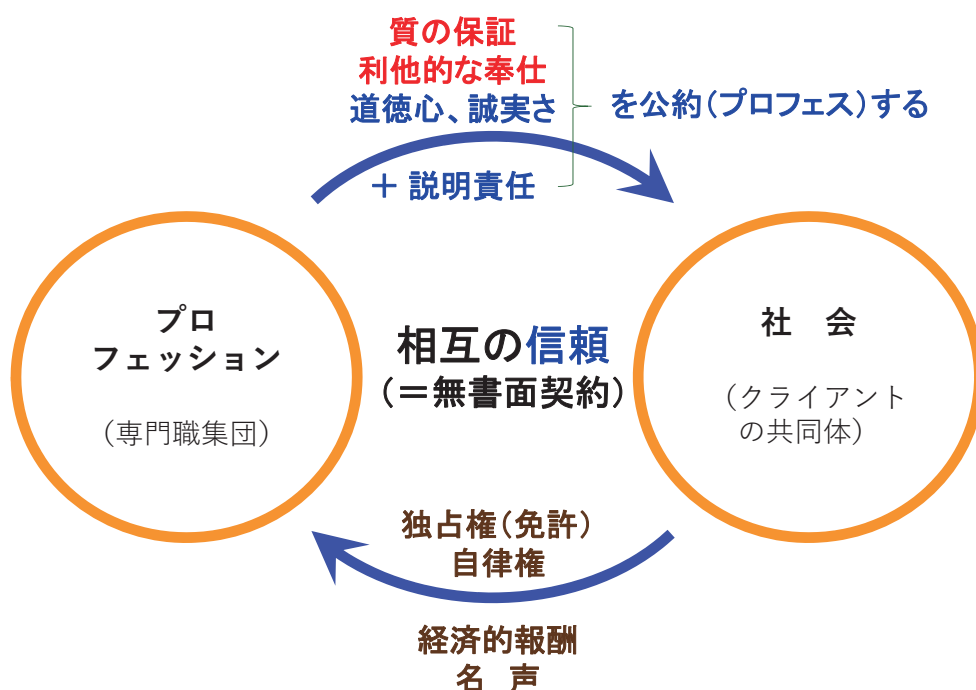 質の保証
利他的な奉仕
道徳心、誠実さ
を公約(プロフェス)する
＋ 説明責任
プロ
フェッション
(専門職集団)
相互の信頼
(＝無書面契約)
社　会
(クライアント
の共同体)
独占権(免許)
自律権
経済的報酬
名　声